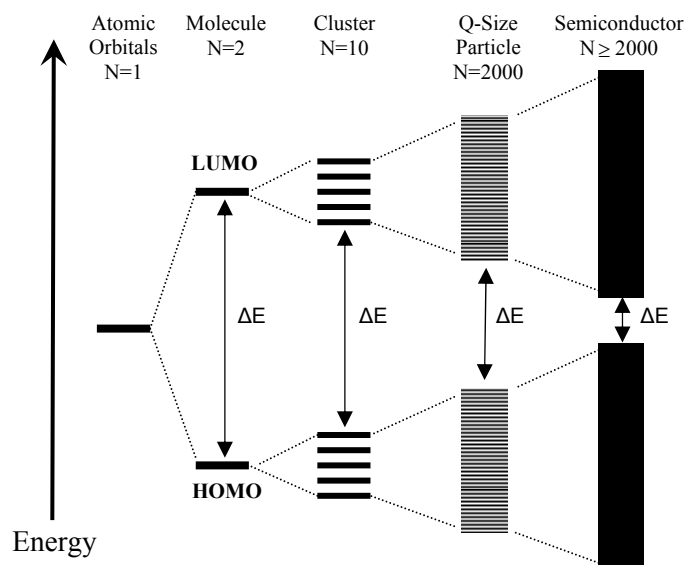 Atomic
Orbitals
N=1
Molecule
N=2
Cluster
N=10
Q-Size
Particle
N=2000
Semiconductor
N ≥ 2000
LUMO
ΔE
ΔE
ΔE
ΔE
HOMO
Energy